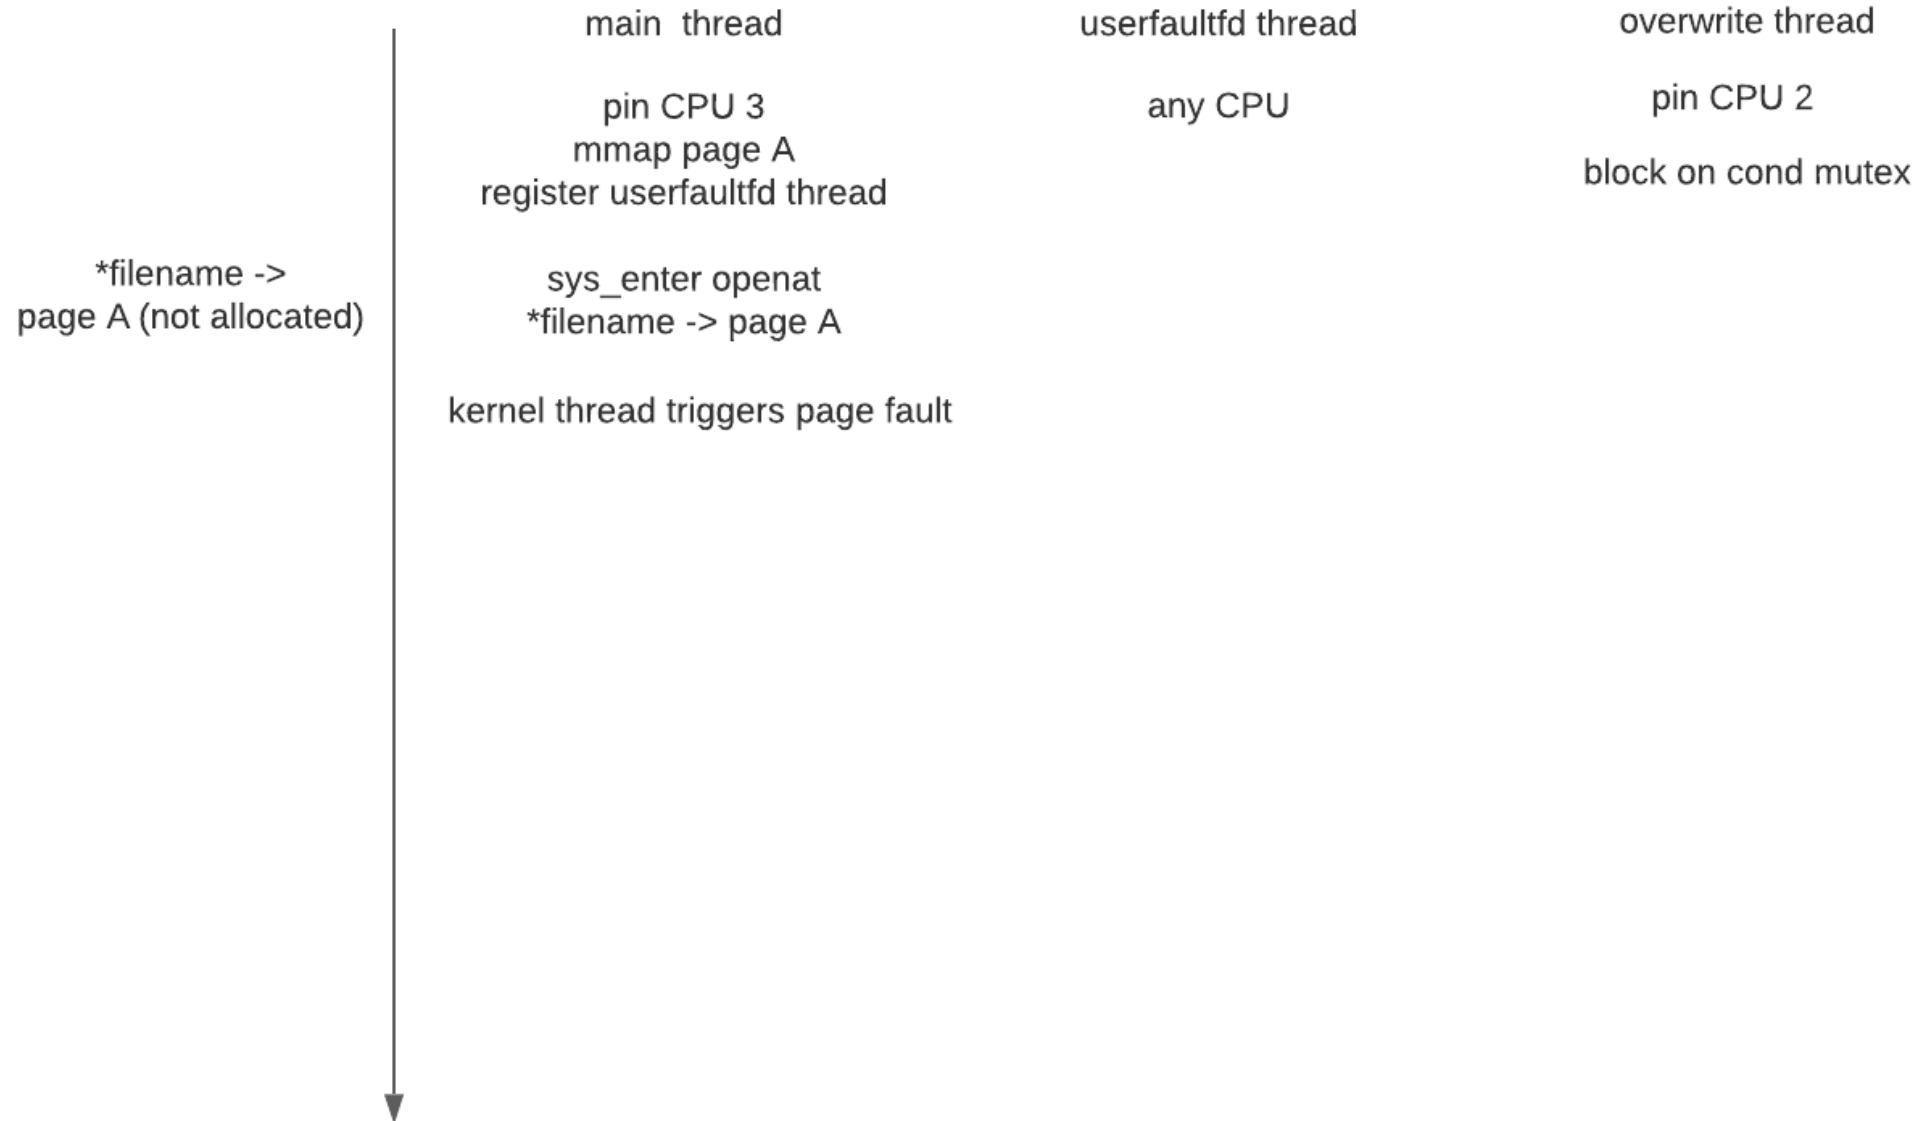 main thread
userfaultfd thread
overwrite thread
pin CPU 3
any CPU
pin CPU 2
mmap page A
register userfaultfd thread
block on cond mutex
*filename ->
page A (not allocated)
sys_enter openat
*filename -> page A
kernel thread triggers page fault